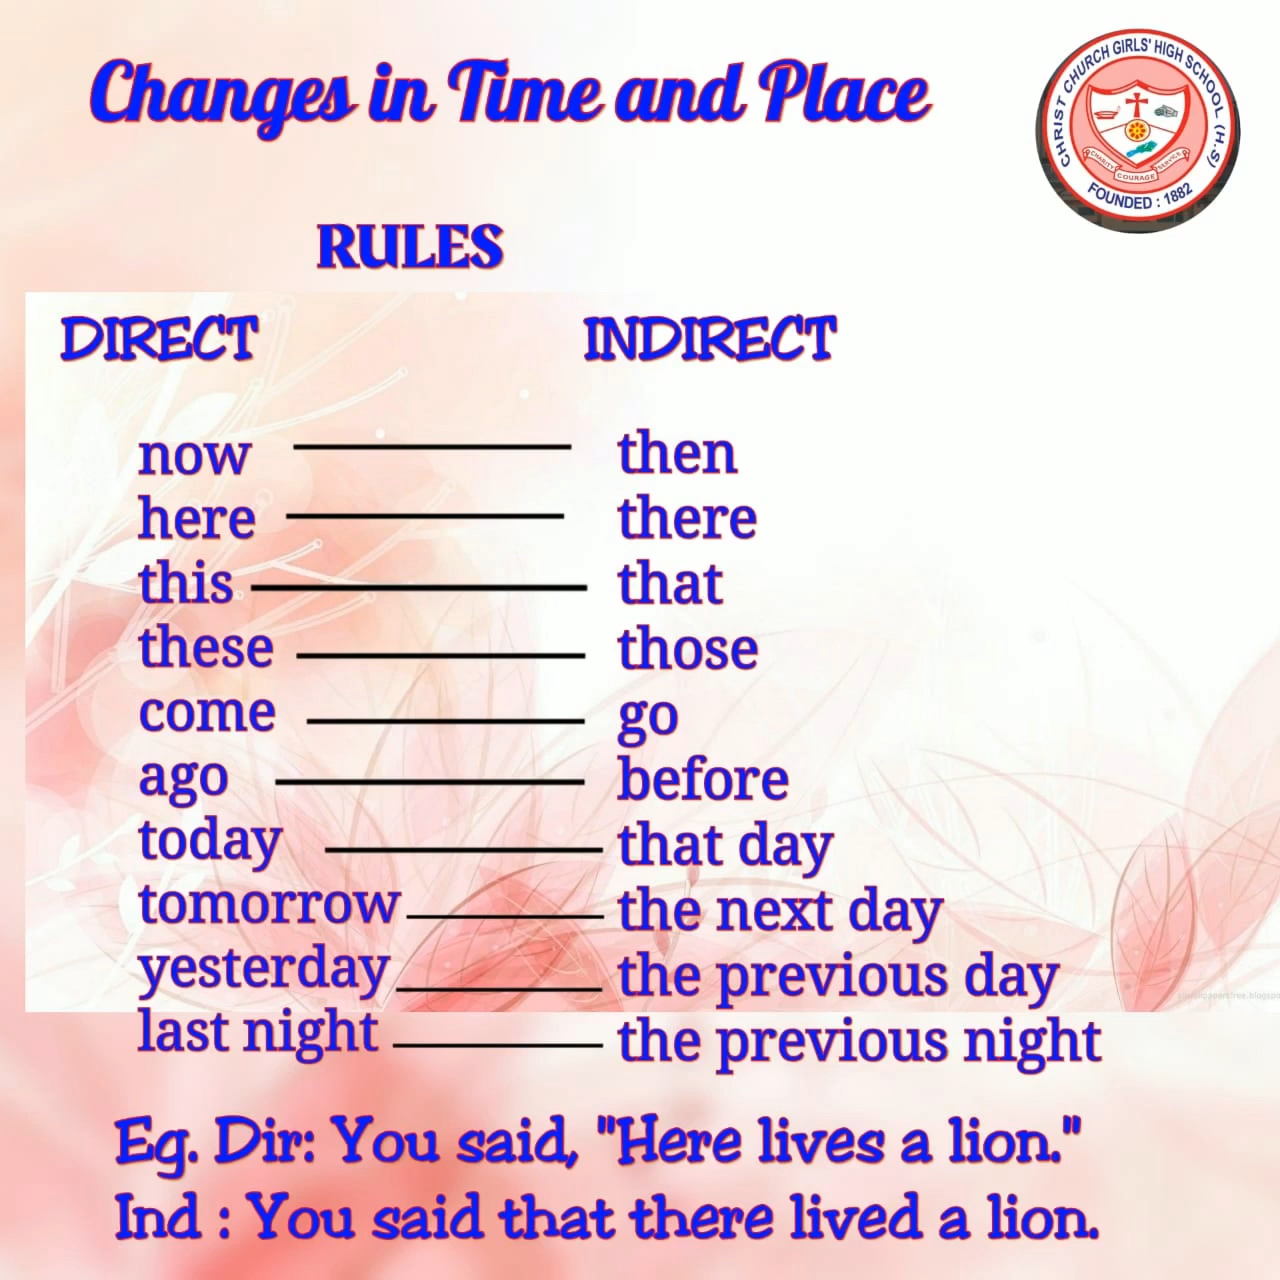 Changes in Time and Place
CHRIST CHURCH GIRLS' HIGH SCHOOL (H.S)
CHARITY COURAGE SERVICE
FOUNDED : 1882
RULES
DIRECT INDIRECT
now then
here there
this that
these those
come go
ago before
today that day
tomorrow the next day
yesterday the previous day
last night the previous night
Eg. Dir: You said, "Here lives a lion."
Ind : You said that there lived a lion.